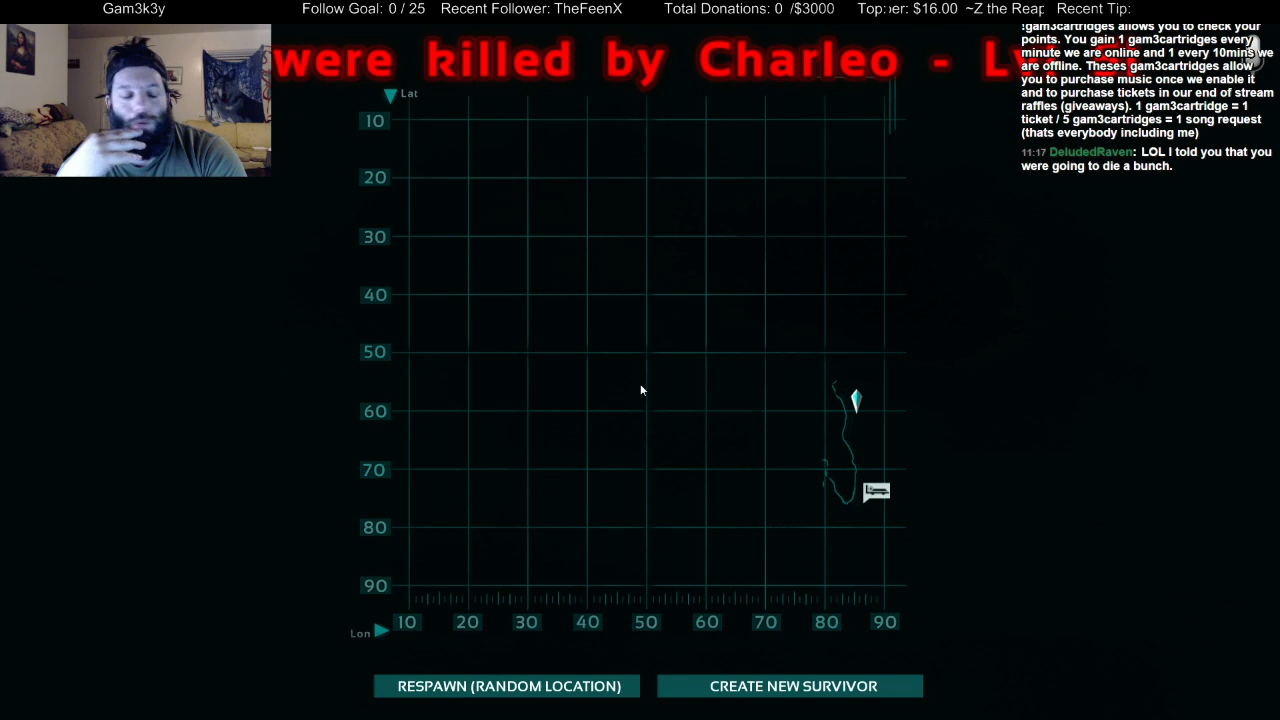 Gam3k3y Follow Goal: 0 / 25 Recent Follower: TheFeenX Total Donations: 0 /$3000 $16.00 ~Z the Reap Recent Tip:
were killed by Charleo -
!gam3cartridges allows you to check your
points. You gain 1 gam3cartridges every
minute we are online and 1 every 10mins we
are offline. Theses gam3cartridges allow
you to purchase music once we enable it
and to purchase tickets in our end of stream
raffles (giveaways). 1 gam3cartridge = 1
ticket / 5 gam3cartridges = 1 song request
(thats everybody including me)
11:17 DeludedRaven: LOL I told you that you
were going to die a bunch.
Lat
10
20
30
40
50
60
70
80
90
Lon 10 20 30 40 50 60 70 80 90
RESPAWN (RANDOM LOCATION) CREATE NEW SURVIVOR